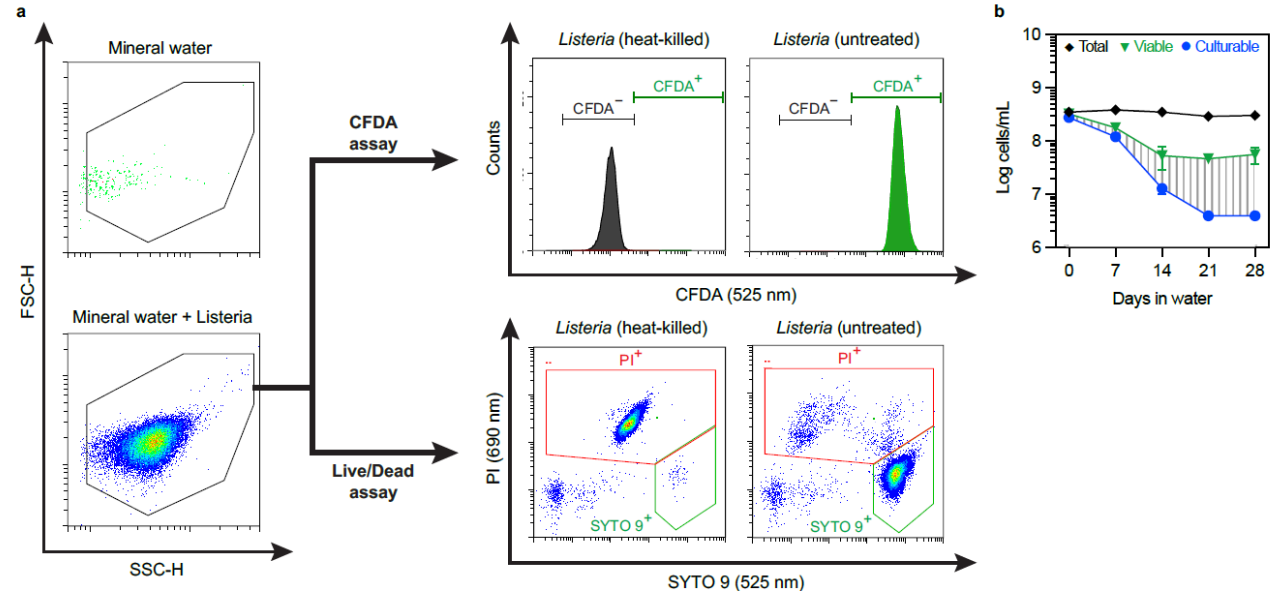 a
Mineral water
FSC-H
Mineral water + Listeria
SSC-H
CFDA
assay
Live/Dead
assay
Listeria (heat-killed)
Listeria (untreated)
Counts
CFDA⁻
CFDA⁺
CFDA⁻
CFDA⁺
CFDA (525 nm)
Listeria (heat-killed)
Listeria (untreated)
PI (690 nm)
PI⁺
SYTO 9⁺
PI⁺
SYTO 9⁺
SYTO 9 (525 nm)
b
Total Viable Culturable
Log cells/mL
10
9
8
7
6
0 7 14 21 28
Days in water